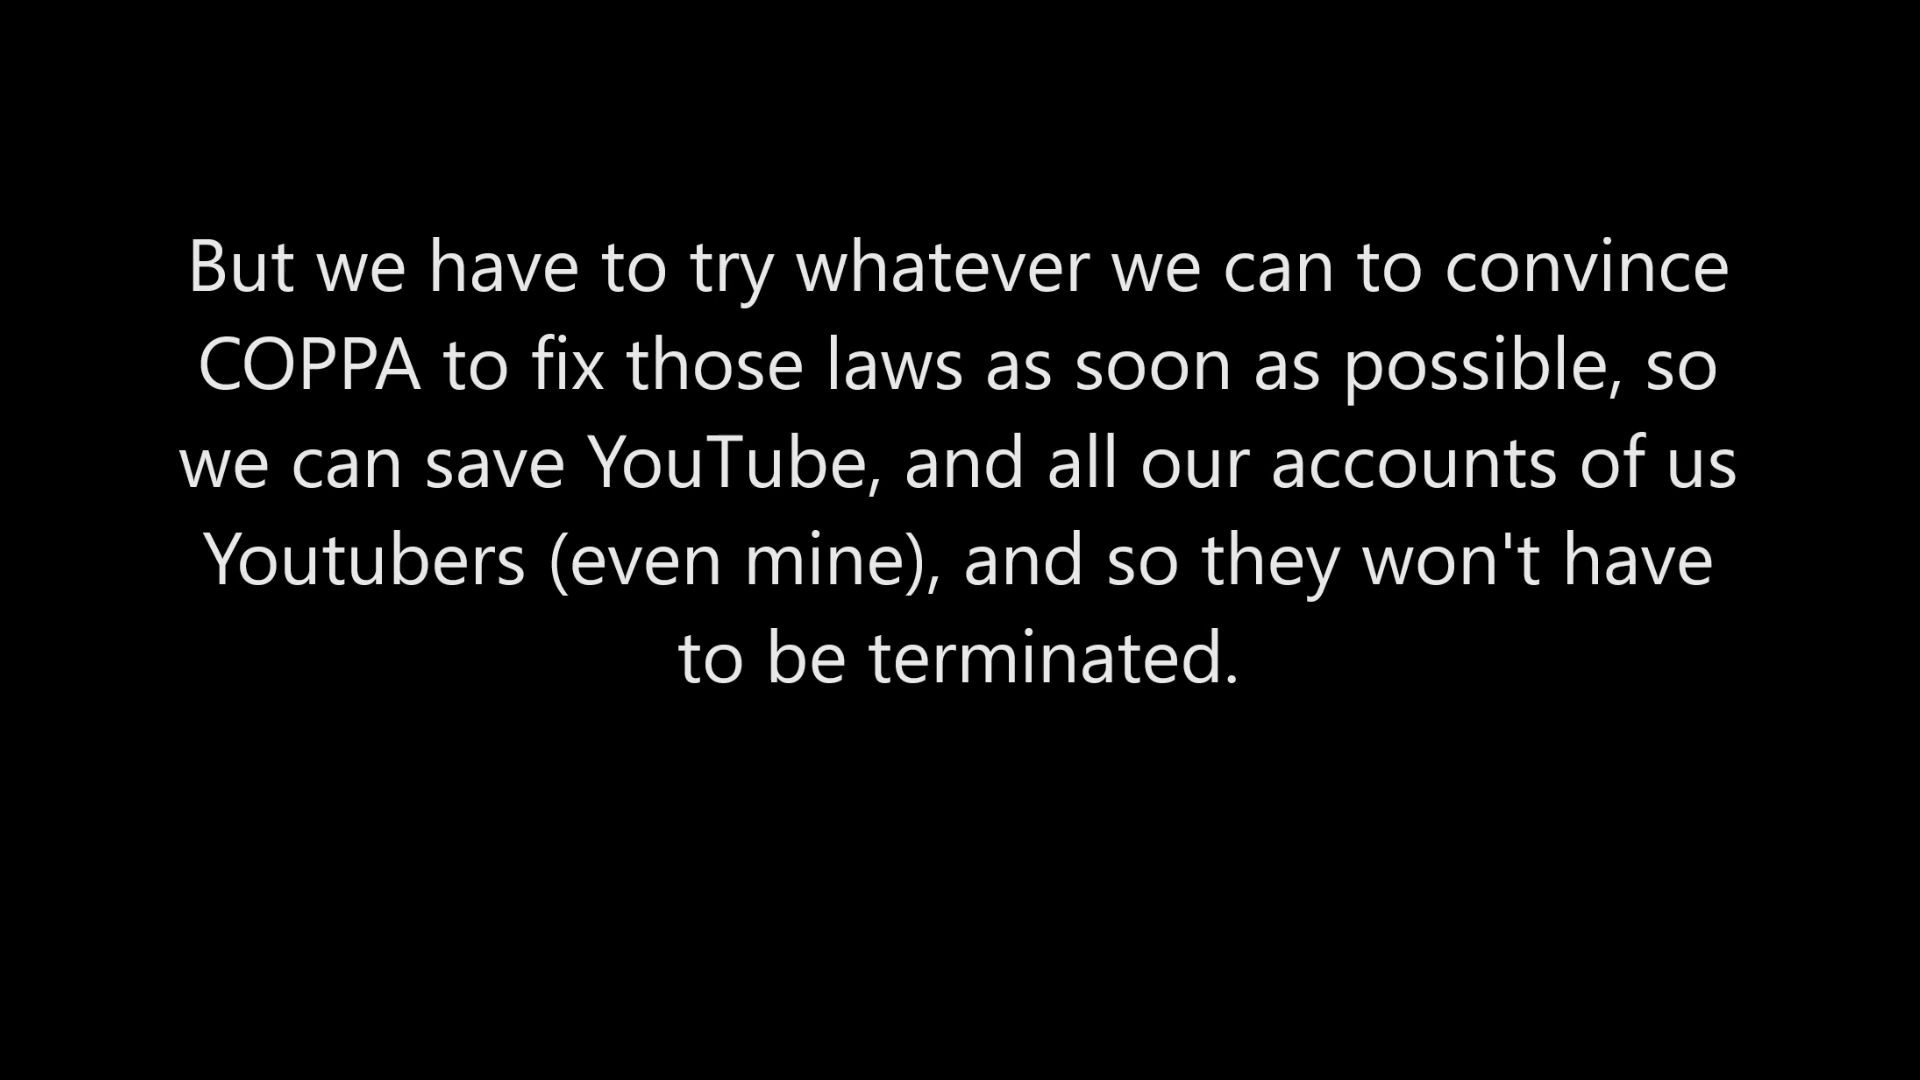 But we have to try whatever we can to convince
COPPA to fix those laws as soon as possible, so
we can save YouTube, and all our accounts of us
Youtubers (even mine), and so they won't have
to be terminated.